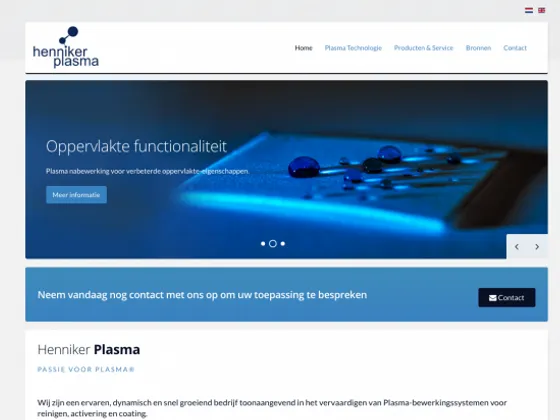 henniker
plasma
Home Plasma Technologie Producten & Service Bronnen Contact
Oppervlakte functionaliteit
Plasma nabewerking voor verbeterde oppervlakte-eigenschappen.
Meer informatie
Neem vandaag nog contact met ons op om uw toepassing te bespreken
Contact
Henniker Plasma
PASSIE VOOR PLASMA®
Wij zijn een ervaren, dynamisch en snel groeiend bedrijf toonaangevend in het vervaardigen van Plasma-bewerkingssystemen voor
reinigen, activering en coating.